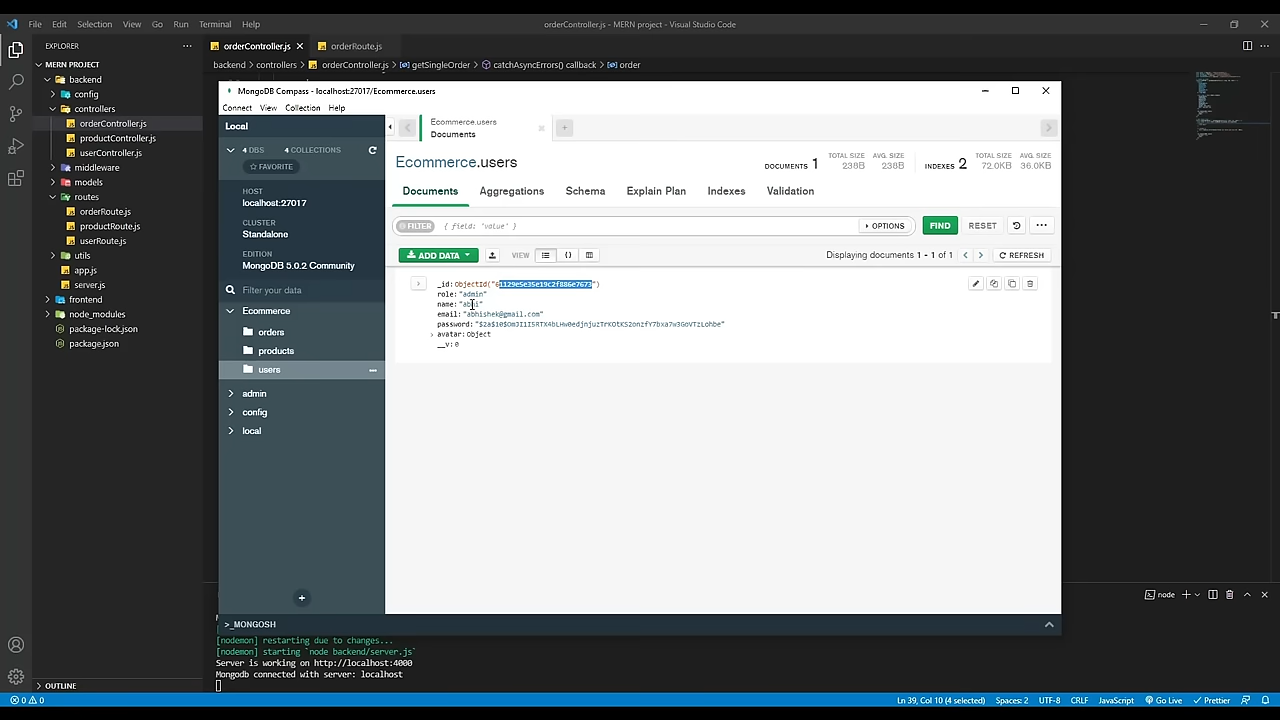 File Edit Selection View Go Run Terminal Help
orderController.js - MERN project - Visual Studio Code
EXPLORER
MERN PROJECT
backend
config
controllers
orderController.js
productController.js
userController.js
middleware
models
routes
orderRoute.js
productRoute.js
userRoute.js
utils
app.js
server.js
frontend
node_modules
package-lock.json
package.json
OUTLINE
orderController.js
orderRoute.js
backend > controllers > orderController.js > getSingleOrder > catchAsyncErrors() callback > order
MongoDB Compass - localhost:27017/Ecommerce.users
Connect View Collection Help
Local
4 DBS 4 COLLECTIONS
FAVORITE
HOST
localhost:27017
CLUSTER
Standalone
EDITION
MongoDB 5.0.2 Community
Filter your data
Ecommerce
orders
products
users
admin
config
local
Ecommerce.users
Documents
Ecommerce.users
DOCUMENTS 1
TOTAL SIZE 238B
AVG. SIZE 238B
INDEXES 2
TOTAL SIZE 72.0KB
AVG. SIZE 36.0KB
Documents Aggregations Schema Explain Plan Indexes Validation
FILTER { field: 'value' } OPTIONS FIND RESET
ADD DATA VIEW Displaying documents 1 - 1 of 1 REFRESH
_id: ObjectId("61129e5e35e19c2f886e7673")
role: "admin"
name: "abhi"
email: "abhishek@gmail.com"
password:
avatar: Object
__v: 0
>_MONGOSH
node
[nodemon] restarting due to changes...
[nodemon] starting `node backend/server.js`
Server is working on http://localhost:4000
Mongodb connected with server: localhost
0 0 Ln 39, Col 10 (4 selected) Spaces: 2 UTF-8 CRLF JavaScript Go Live Prettier